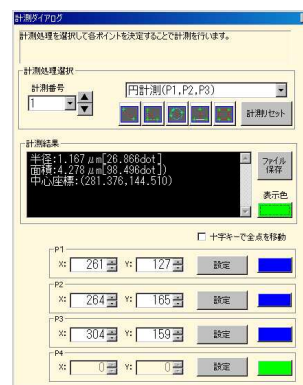 計測ダイアログ
計測処理を選択して各ポイントを決定することで計測を行います。
計測処理選択
計測番号
1
円計測(P1,P2,P3)
計測リセット
計測結果
半径:1.167μm[26.866dot]
面積:4.278μm[98.496dot])
中心座標:(281.376,144.510)
ファイル
保存
表示色
十字キーで全点を移動
P1
X: 261 Y: 127 設定
P2
X: 264 Y: 165 設定
P3
X: 304 Y: 159 設定
P4
X: 0 Y: 0 設定